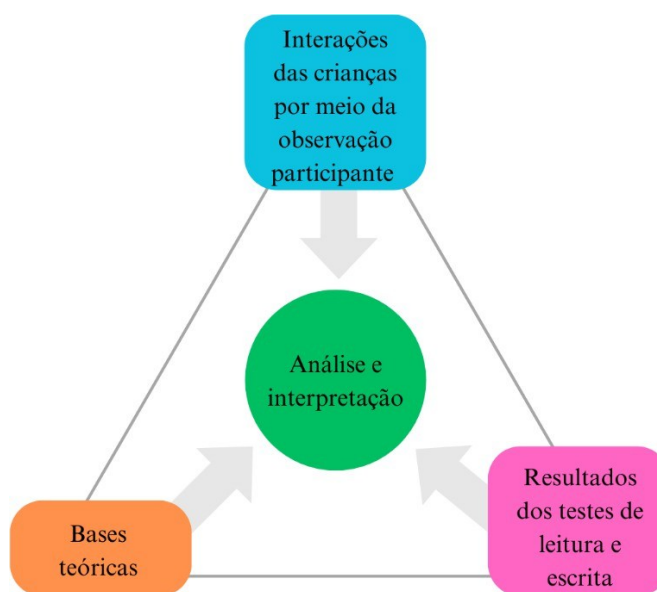 Interações
das crianças
por meio da
observação
participante
Análise e
interpretação
Bases
teóricas
Resultados
dos testes de
leitura e
escrita